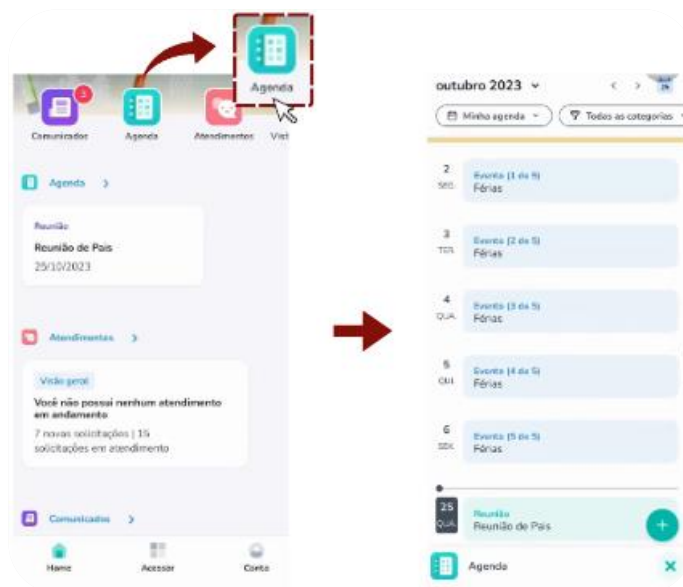 Agenda
3
Comunicados
Agenda
Atendimentos
Vist
Agenda >
Reunião
Reunião de Pais
25/10/2023
Atendimentos >
Visão geral
Você não possui nenhum atendimento
em andamento
7 novas solicitações | 15
solicitações em atendimento
Comunicados >
Home
Acessar
Conta
outubro 2023
< >
Minha agenda
Todas as categorias
2
SEG.
Evento (1 de 5)
Férias
3
TER.
Evento (2 de 5)
Férias
4
QUA.
Evento (3 de 5)
Férias
5
QUI.
Evento (4 de 5)
Férias
6
SEX.
Evento (5 de 5)
Férias
25
QUA.
Reunião
Reunião de Pais
+
Agenda
X